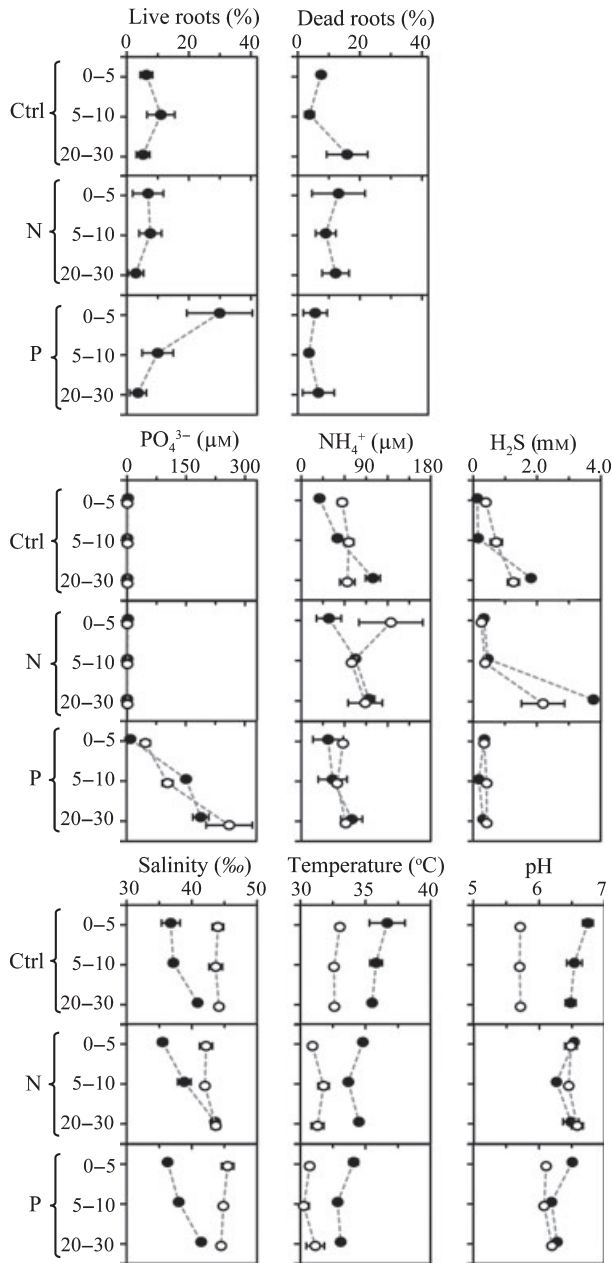 Live roots (%) Dead roots (%)
0 20 40 0 20 40
Ctrl
0–5
5–10
20–30
N
0–5
5–10
20–30
P
0–5
5–10
20–30
PO₄³⁻ (µM) NH₄⁺ (µM) H₂S (mM)
0 150 300 0 90 180 0 2.0 4.0
Ctrl
0–5
5–10
20–30
N
0–5
5–10
20–30
P
0–5
5–10
20–30
Salinity (‰) Temperature (°C) pH
30 40 50 30 35 40 5 6 7
Ctrl
0–5
5–10
20–30
N
0–5
5–10
20–30
P
0–5
5–10
20–30